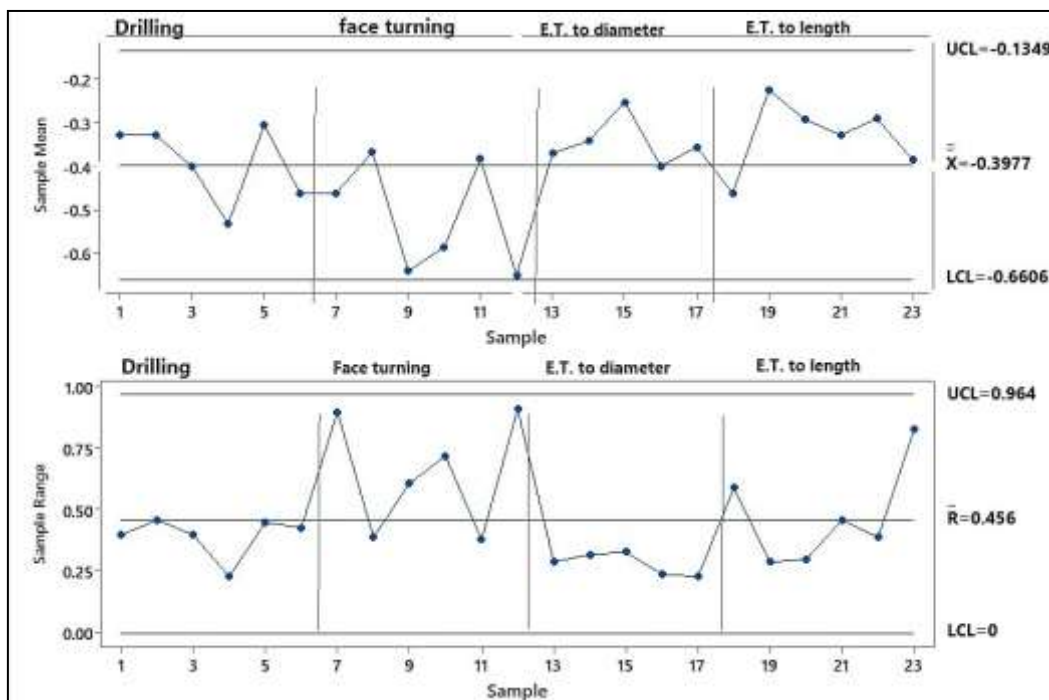 Drilling face turning E.T. to diameter E.T. to length
UCL=-0.1349
-0.2
-0.3
-0.4
-0.5
-0.6
Sample Mean
X=-0.3977
LCL=-0.6606
1 3 5 7 9 11 13 15 17 19 21 23
Sample
Drilling Face turning E.T. to diameter E.T. to length
1.00
0.75
0.50
0.25
0.00
Sample Range
UCL=0.964
R=0.456
LCL=0
1 3 5 7 9 11 13 15 17 19 21 23
Sample